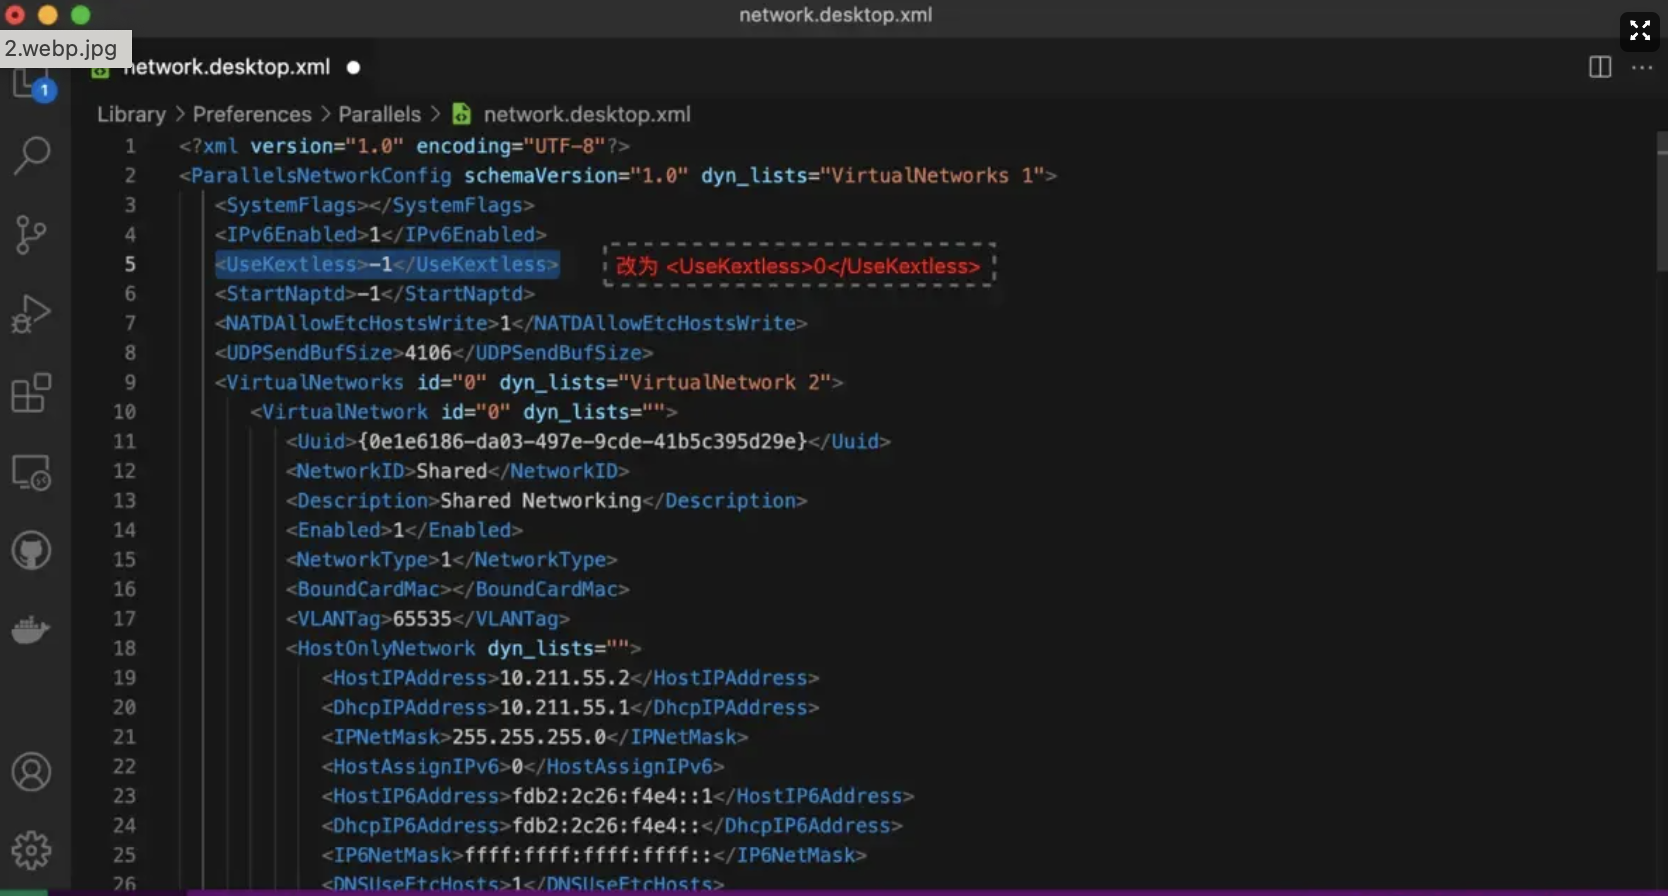 network.desktop.xml
2.webp.jpg
network.desktop.xml
1
Library > Preferences > Parallels > network.desktop.xml
1 <?xml version="1.0" encoding="UTF-8"?>
2 <ParallelsNetworkConfig schemaVersion="1.0" dyn_lists="VirtualNetworks 1">
3 <SystemFlags></SystemFlags>
4 <IPv6Enabled>1</IPv6Enabled>
5 <UseKextless>-1</UseKextless> 改为 <UseKextless>0</UseKextless>
6 <StartNaptd>-1</StartNaptd>
7 <NATDAllowEtcHostsWrite>1</NATDAllowEtcHostsWrite>
8 <UDPSendBufSize>4106</UDPSendBufSize>
9 <VirtualNetworks id="0" dyn_lists="VirtualNetwork 2">
10 <VirtualNetwork id="0" dyn_lists="">
11 <Uuid>{0e1e6186-da03-497e-9cde-41b5c395d29e}</Uuid>
12 <NetworkID>Shared</NetworkID>
13 <Description>Shared Networking</Description>
14 <Enabled>1</Enabled>
15 <NetworkType>1</NetworkType>
16 <BoundCardMac></BoundCardMac>
17 <VLANTag>65535</VLANTag>
18 <HostOnlyNetwork dyn_lists="">
19 <HostIPAddress>10.211.55.2</HostIPAddress>
20 <DhcpIPAddress>10.211.55.1</DhcpIPAddress>
21 <IPNetMask>255.255.255.0</IPNetMask>
22 <HostAssignIPv6>0</HostAssignIPv6>
23 <HostIP6Address>fdb2:2c26:f4e4::1</HostIP6Address>
24 <DhcpIP6Address>fdb2:2c26:f4e4::</DhcpIP6Address>
25 <IP6NetMask>ffff:ffff:ffff:ffff::</IP6NetMask>
26 <DNSUseEtcHosts>1</DNSUseEtcHosts>